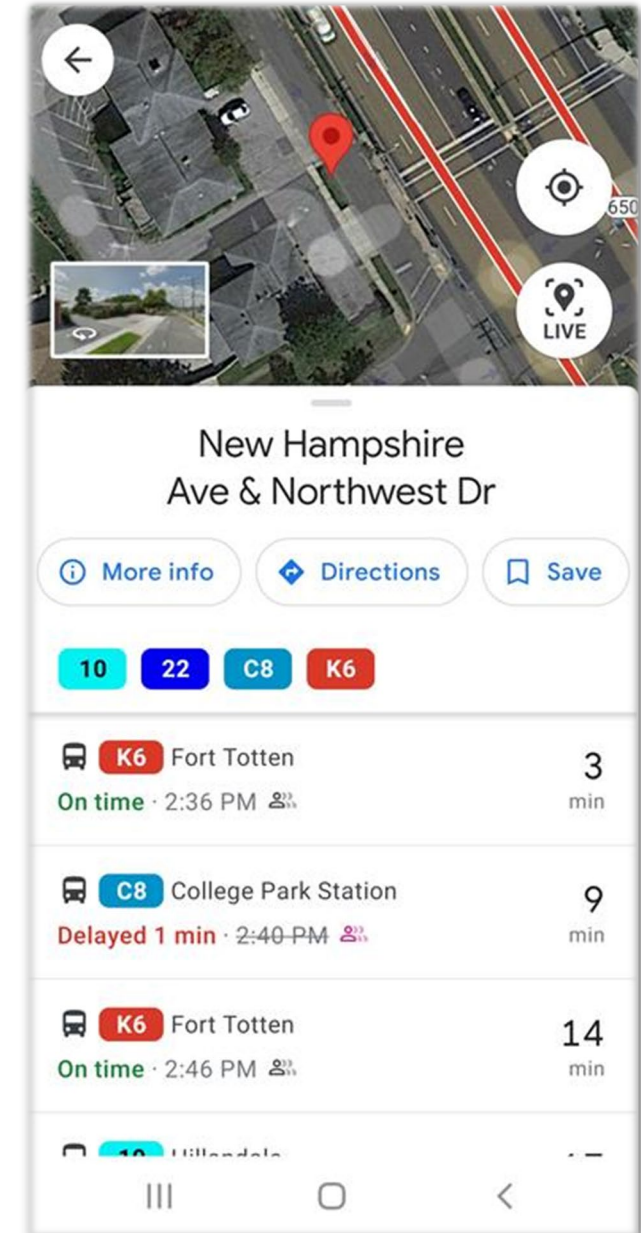 650
LIVE
New Hampshire
Ave & Northwest Dr
More info Directions Save
10 22 C8 K6
K6 Fort Totten 3
On time · 2:36 PM min
C8 College Park Station 9
Delayed 1 min · 2:40 PM min
K6 Fort Totten 14
On time · 2:46 PM min
10 Hillandale